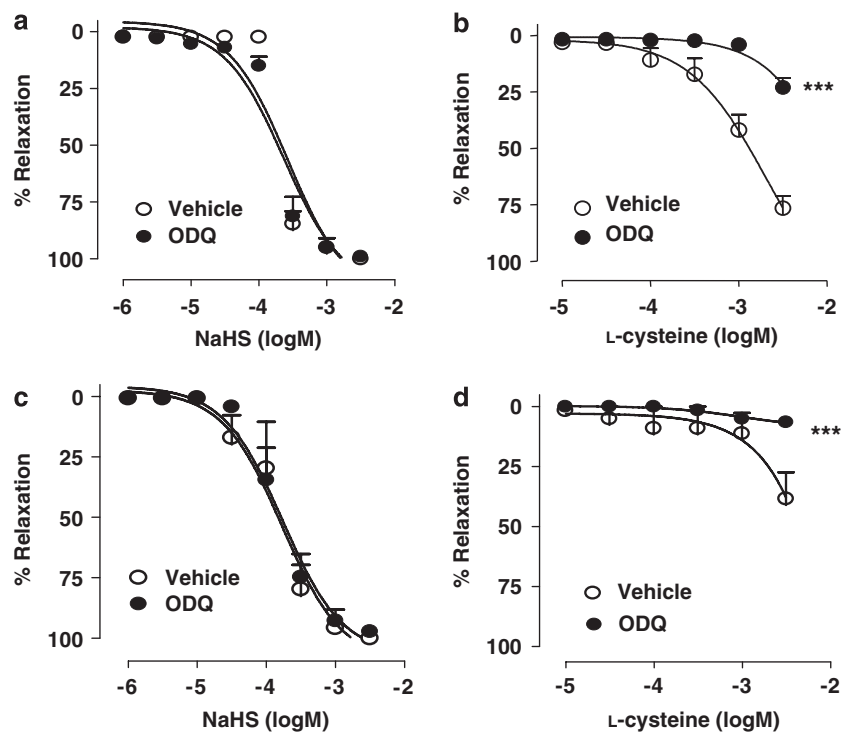 a
0
25
50
75
100
% Relaxation
Vehicle
ODQ
-6 -5 -4 -3 -2
NaHS (logM)
b
0
25
50
75
100
% Relaxation
***
Vehicle
ODQ
-5 -4 -3 -2
L-cysteine (logM)
c
0
25
50
75
100
% Relaxation
Vehicle
ODQ
-6 -5 -4 -3 -2
NaHS (logM)
d
0
25
50
75
100
% Relaxation
***
Vehicle
ODQ
-5 -4 -3 -2
L-cysteine (logM)